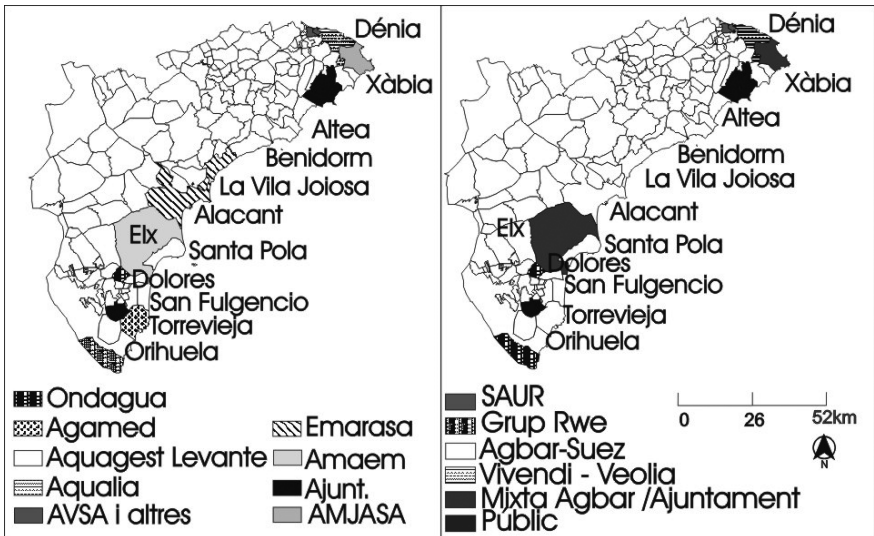 Dénia
Xàbia
Altea
Benidorm
La Vila Joiosa
Alacant
Elx
Santa Pola
Dolores
San Fulgencio
Torrevieja
Orihuela
Ondagua
Agamed
Aquagest Levante
Aqualia
AVSA i altres
Emarasa
Amaem
Ajunt.
AMJASA
Dénia
Xàbia
Altea
Benidorm
La Vila Joiosa
Alacant
Elx
Santa Pola
Dolores
San Fulgencio
Torrevieja
Orihuela
SAUR
Grup Rwe
Agbar-Suez
Vivendi - Veolia
Mixta Agbar /Ajuntament
Públic
0 26 52km
N